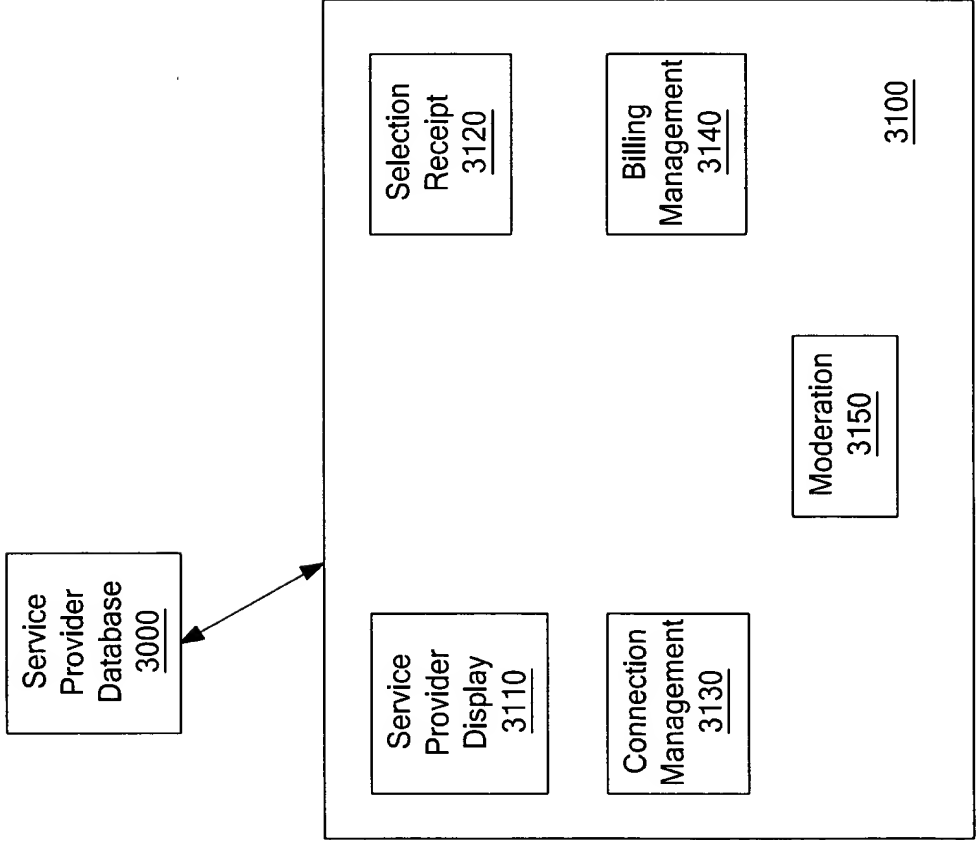 Service
Provider
Database
3000
Service
Provider
Display
3110
Selection
Receipt
3120
Connection
Management
3130
Billing
Management
3140
Moderation
3150
3100